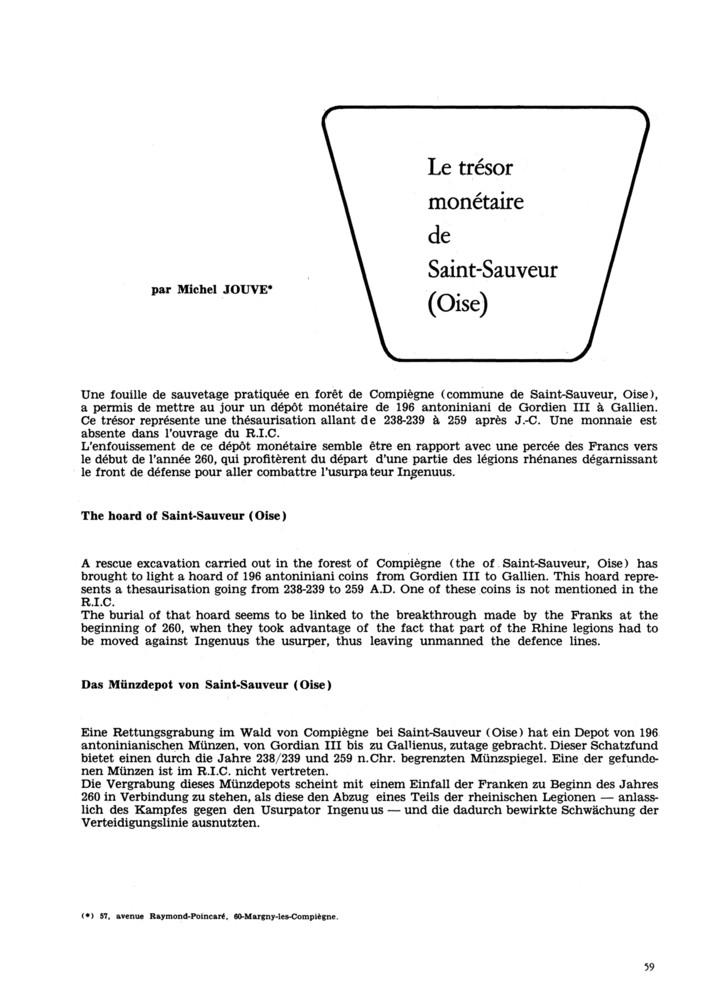 Le trésor
monétaire
de
Saint-Sauveur
(Oise)
par Michel JOUVE*
Une fouille de sauvetage pratiquée en forêt de Compiègne (commune de Saint-Sauveur, Oise),
a permis de mettre au jour un dépôt monétaire de 196 antoniniani de Gordien III à Gallien.
Ce trésor représente une thésaurisation allant de 238-239 à 259 après J.-C. Une monnaie est
absente dans l'ouvrage du R.I.C.
L'enfouissement de ce dépôt monétaire semble être en rapport avec une percée des Francs vers
le début de l'année 260, qui profitèrent du départ d'une partie des légions rhénanes dégarnissant
le front de défense pour aller combattre l'usurpateur Ingenuus.
The hoard of Saint-Sauveur (Oise)
A rescue excavation carried out in the forest of Compiègne (the of Saint-Sauveur, Oise) has
brought to light a hoard of 196 antoniniani coins from Gordien III to Gallien. This hoard repre-
sents a thesaurisation going from 238-239 to 259 A.D. One of these coins is not mentioned in the
R.I.C.
The burial of that hoard seems to be linked to the breakthrough made by the Franks at the
beginning of 260, when they took advantage of the fact that part of the Rhine legions had to
be moved against Ingenuus the usurper, thus leaving unmanned the defence lines.
Das Münzdepot von Saint-Sauveur (Oise)
Eine Rettungsgrabung im Wald von Compiègne bei Saint-Sauveur (Oise) hat ein Depot von 196
antoninianischen Münzen, von Gordian III bis zu Gallienus, zutage gebracht. Dieser Schatzfund
bietet einen durch die Jahre 238/239 und 259 n.Chr. begrenzten Münzspiegel. Eine der gefunde-
nen Münzen ist im R.I.C. nicht vertreten.
Die Vergrabung dieses Münzdepots scheint mit einem Einfall der Franken zu Beginn des Jahres
260 in Verbindung zu stehen, als diese den Abzug eines Teils der rheinischen Legionen — anlass-
lich des Kampfes gegen den Usurpator Ingenuus — und die dadurch bewirkte Schwächung der
Verteidigungslinie ausnutzten.
(*) 57, avenue Raymond-Poincaré, 60-Margny-les-Compiègne.
59